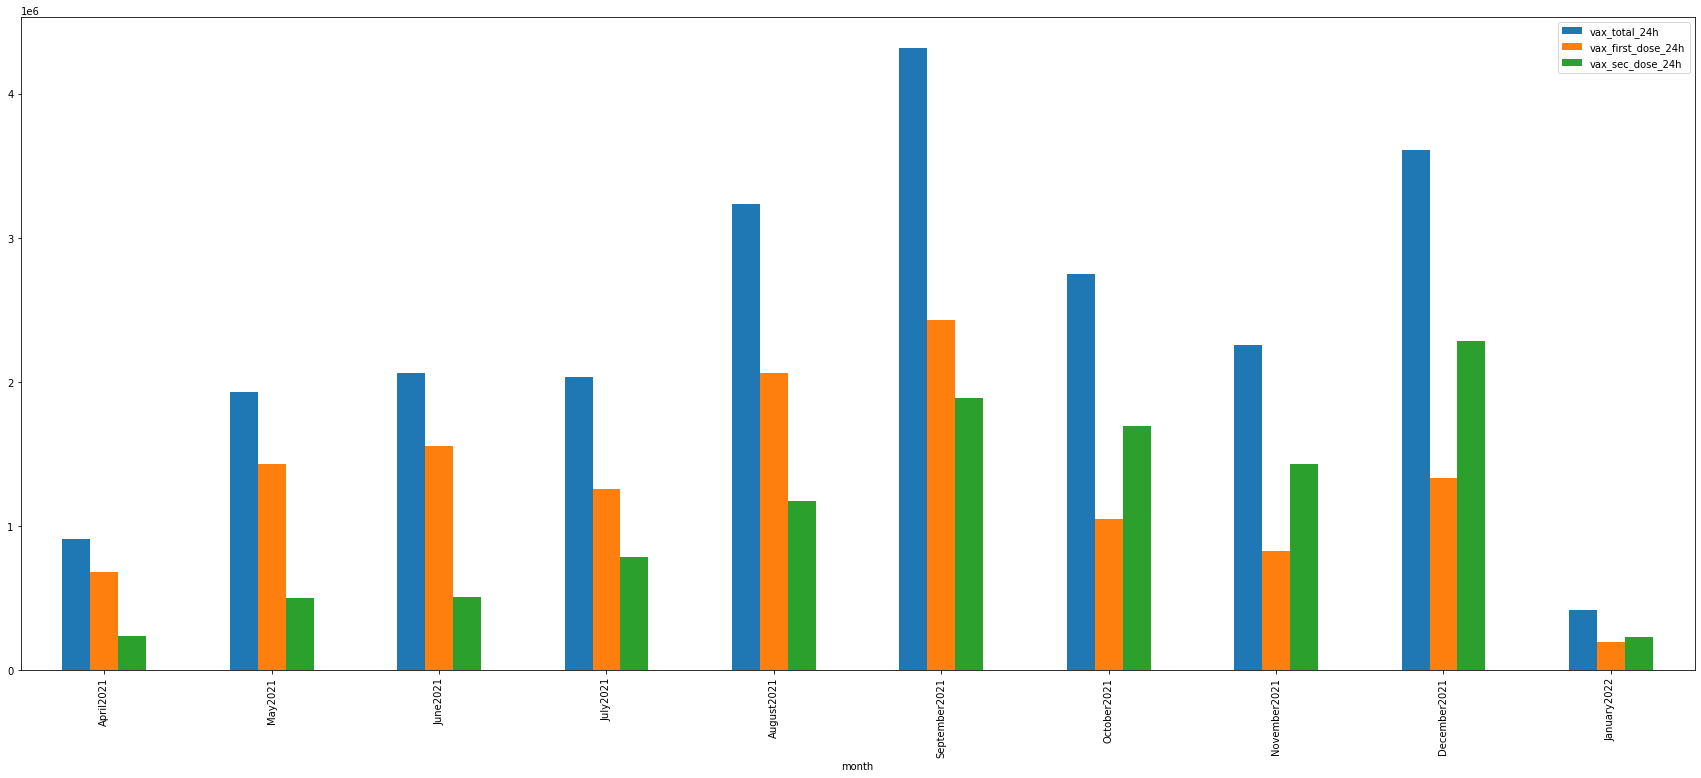 1e6
vax_total_24h
vax_first_dose_24h
vax_sec_dose_24h
4
3
2
1
0
April2021
May2021
June2021
July2021
August2021
September2021
October2021
November2021
December2021
January2022
month